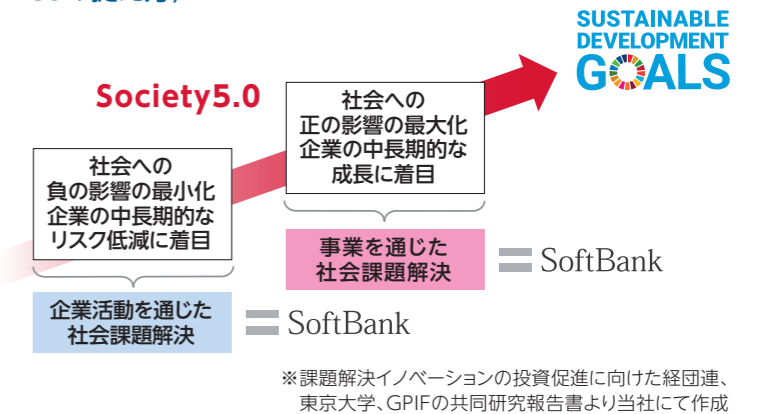 SUSTAINABLE
DEVELOPMENT
GOALS
Society5.0
社会への
正の影響の最大化
企業の中長期的な
成長に着目
社会への
負の影響の最小化
企業の中長期的な
リスク低減に着目
事業を通じた
社会課題解決
SoftBank
企業活動を通じた
社会課題解決
SoftBank
※課題解決イノベーションの投資促進に向けた経団連、
東京大学、GPIFの共同研究報告書より当社にて作成